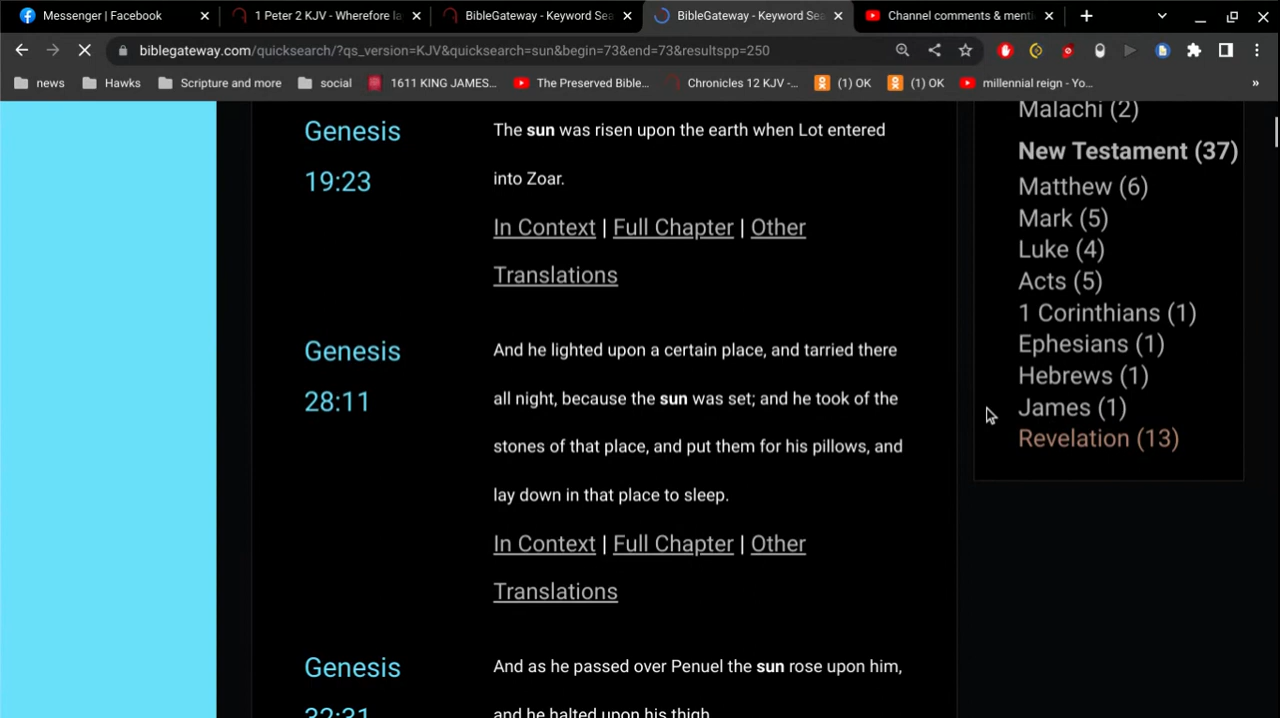 Messenger | Facebook
1 Peter 2 KJV - Wherefore la
BibleGateway - Keyword Sea
BibleGateway - Keyword Sea
Channel comments & menti
biblegateway.com/quicksearch/?qs_version=KJV&quicksearch=sun&begin=73&end=73&resultspp=250
news
Hawks
Scripture and more
social
1611 KING JAMES...
The Preserved Bible...
Chronicles 12 KJV -...
(1) OK
(1) OK
millennial reign - Yo...
»
Genesis
19:23
The sun was risen upon the earth when Lot entered
into Zoar.
In Context | Full Chapter | Other
Translations
Genesis
28:11
And he lighted upon a certain place, and tarried there
all night, because the sun was set; and he took of the
stones of that place, and put them for his pillows, and
lay down in that place to sleep.
In Context | Full Chapter | Other
Translations
Genesis
32:31
And as he passed over Penuel the sun rose upon him,
and he halted upon his thigh.
Malachi (2)
New Testament (37)
Matthew (6)
Mark (5)
Luke (4)
Acts (5)
1 Corinthians (1)
Ephesians (1)
Hebrews (1)
James (1)
Revelation (13)